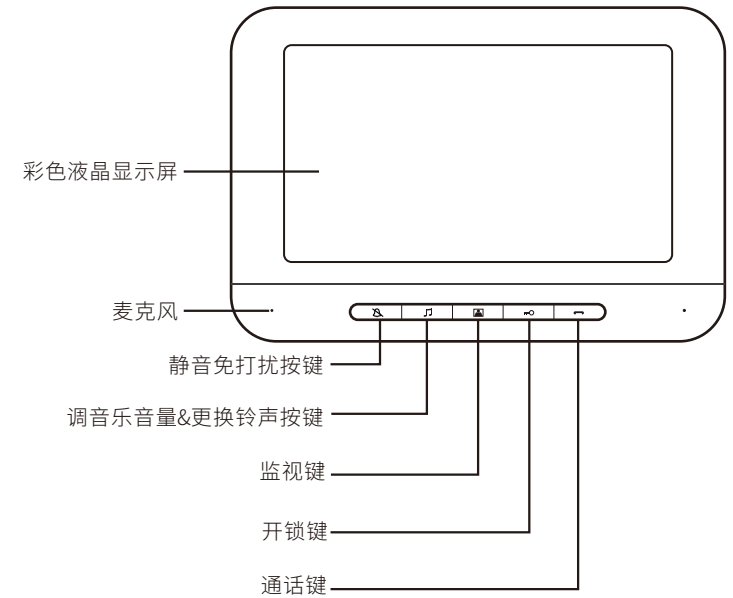 彩色液晶显示屏
麦克风
静音免打扰按键
调音乐音量&更换铃声按键
监视键
开锁键
通话键